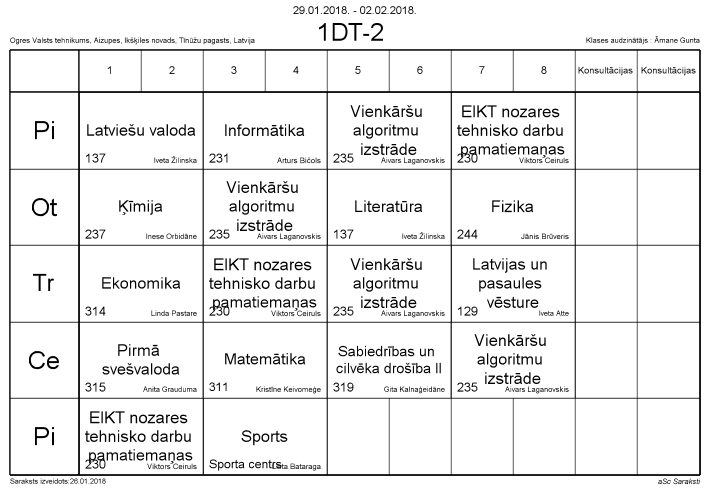 29.01.2018. - 02.02.2018.
1DT-2
Ogres Valsts tehnikums, Aizupes, Ikšķiles novads, Tīnūžu pagasts, Latvija
Klases audzinātājs : Āmane Gunta
1 2 3 4 5 6 7 8 Konsultācijas Konsultācijas
Pi
Latviešu valoda
137 Iveta Žilinska
Informātika
231 Arturs Bičols
Vienkāršu
algoritmu
izstrāde
235 Aivars Laganovskis
EIKT nozares
tehnisko darbu
pamatiemaņas
230 Viktors Ceiruls
Ot
Ķīmija
237 Inese Orbidāne
Vienkāršu
algoritmu
izstrāde
235 Aivars Laganovskis
Literatūra
137 Iveta Žilinska
Fizika
244 Jānis Brūveris
Tr
Ekonomika
314 Linda Pastare
EIKT nozares
tehnisko darbu
pamatiemaņas
230 Viktors Ceiruls
Vienkāršu
algoritmu
izstrāde
235 Aivars Laganovskis
Latvijas un
pasaules
vēsture
129 Iveta Atte
Ce
Pirmā
svešvaloda
315 Anita Grauduma
Matemātika
311 Kristīne Keivomeģe
Sabiedrības un
cilvēka drošība II
319 Gita Kalnaģeidāne
Vienkāršu
algoritmu
izstrāde
235 Aivars Laganovskis
Pi
EIKT nozares
tehnisko darbu
pamatiemaņas
230 Viktors Ceiruls
Sports
Sporta centrs Bataraga
Saraksts izveidots:26.01.2018
aSc Saraksti